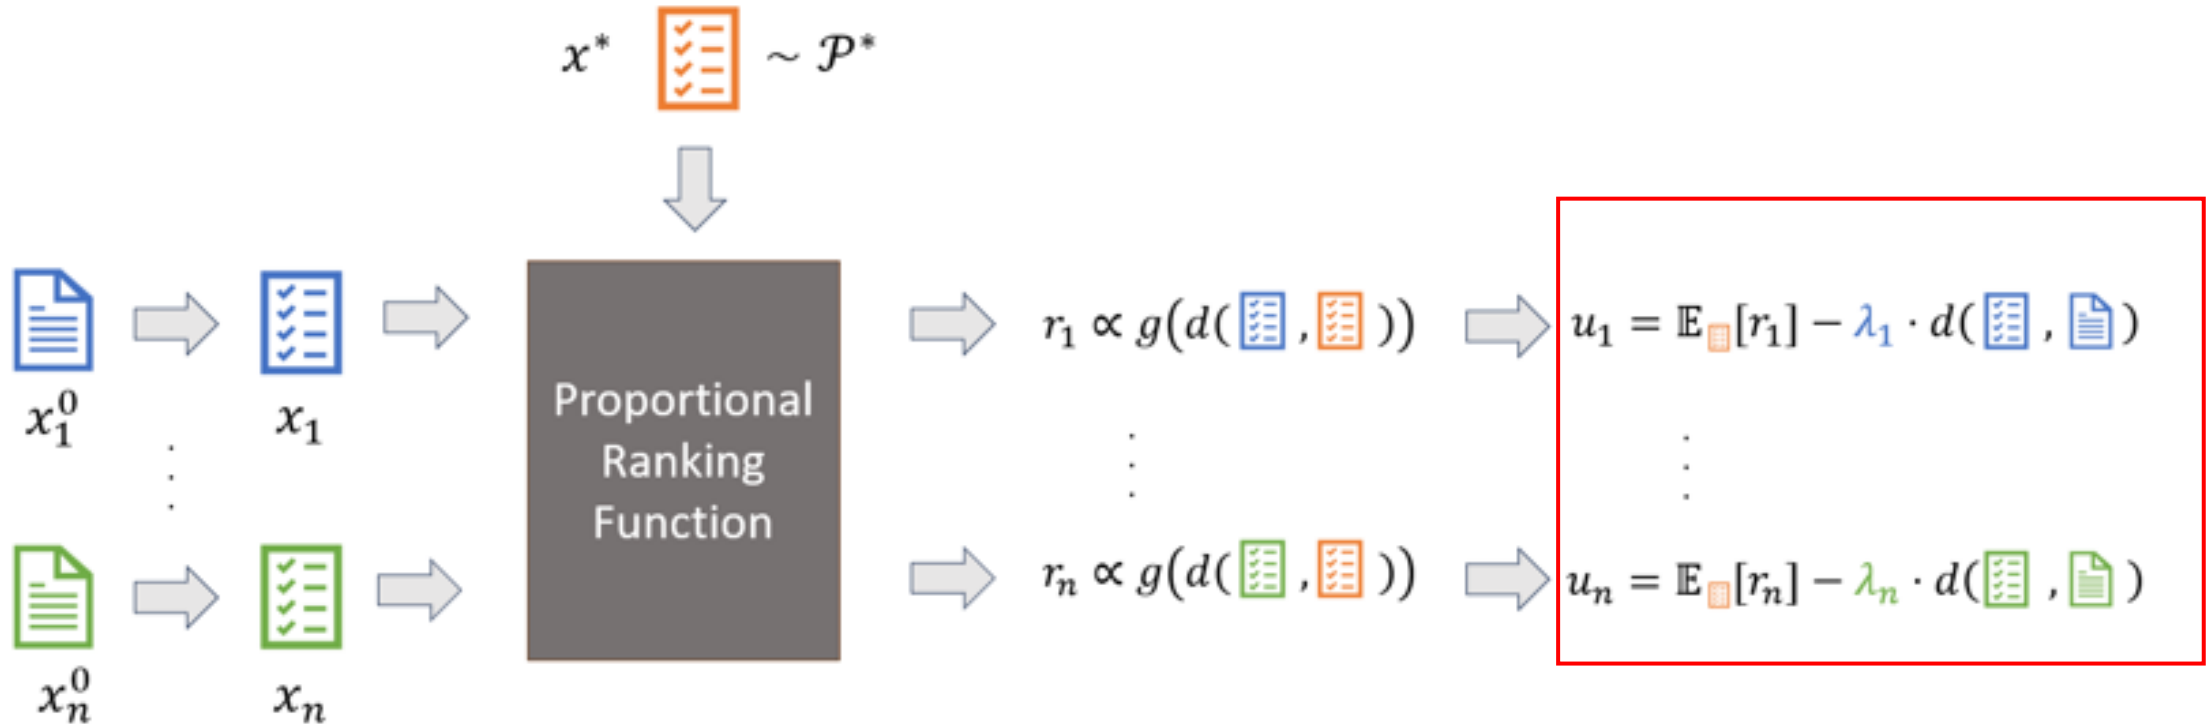 x* ~ 𝒫*
x₁⁰
x₁
⋮
xₙ⁰
xₙ
Proportional
Ranking
Function
r₁ ∝ g(d( , ))
⋮
rₙ ∝ g(d( , ))
u₁ = 𝔼[r₁] − λ₁ · d( , )
⋮
uₙ = 𝔼[rₙ] − λₙ · d( , )